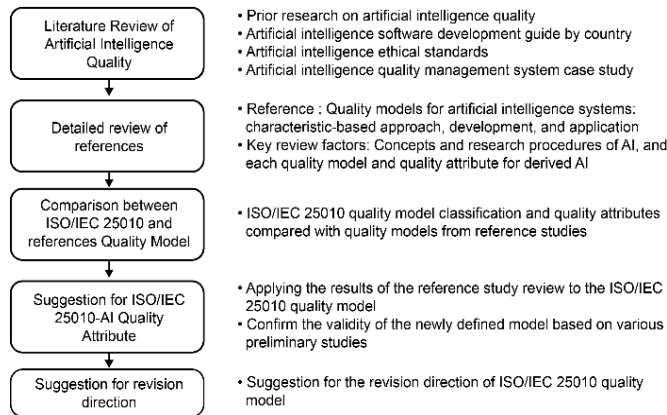 Literature Review of
Artificial Intelligence
Quality
• Prior research on artificial intelligence quality
• Artificial intelligence software development guide by country
• Artificial intelligence ethical standards
• Artificial intelligence quality management system case study
Detailed review of
references
• Reference : Quality models for artificial intelligence systems:
characteristic-based approach, development, and application
• Key review factors: Concepts and research procedures of AI, and
each quality model and quality attribute for derived AI
Comparison between
ISO/IEC 25010 and
references Quality Model
• ISO/IEC 25010 quality model classification and quality attributes
compared with quality models from reference studies
Suggestion for ISO/IEC
25010-AI Quality
Attribute
• Applying the results of the reference study review to the ISO/IEC
25010 quality model
• Confirm the validity of the newly defined model based on various
preliminary studies
Suggestion for revision
direction
• Suggestion for the revision direction of ISO/IEC 25010 quality
model